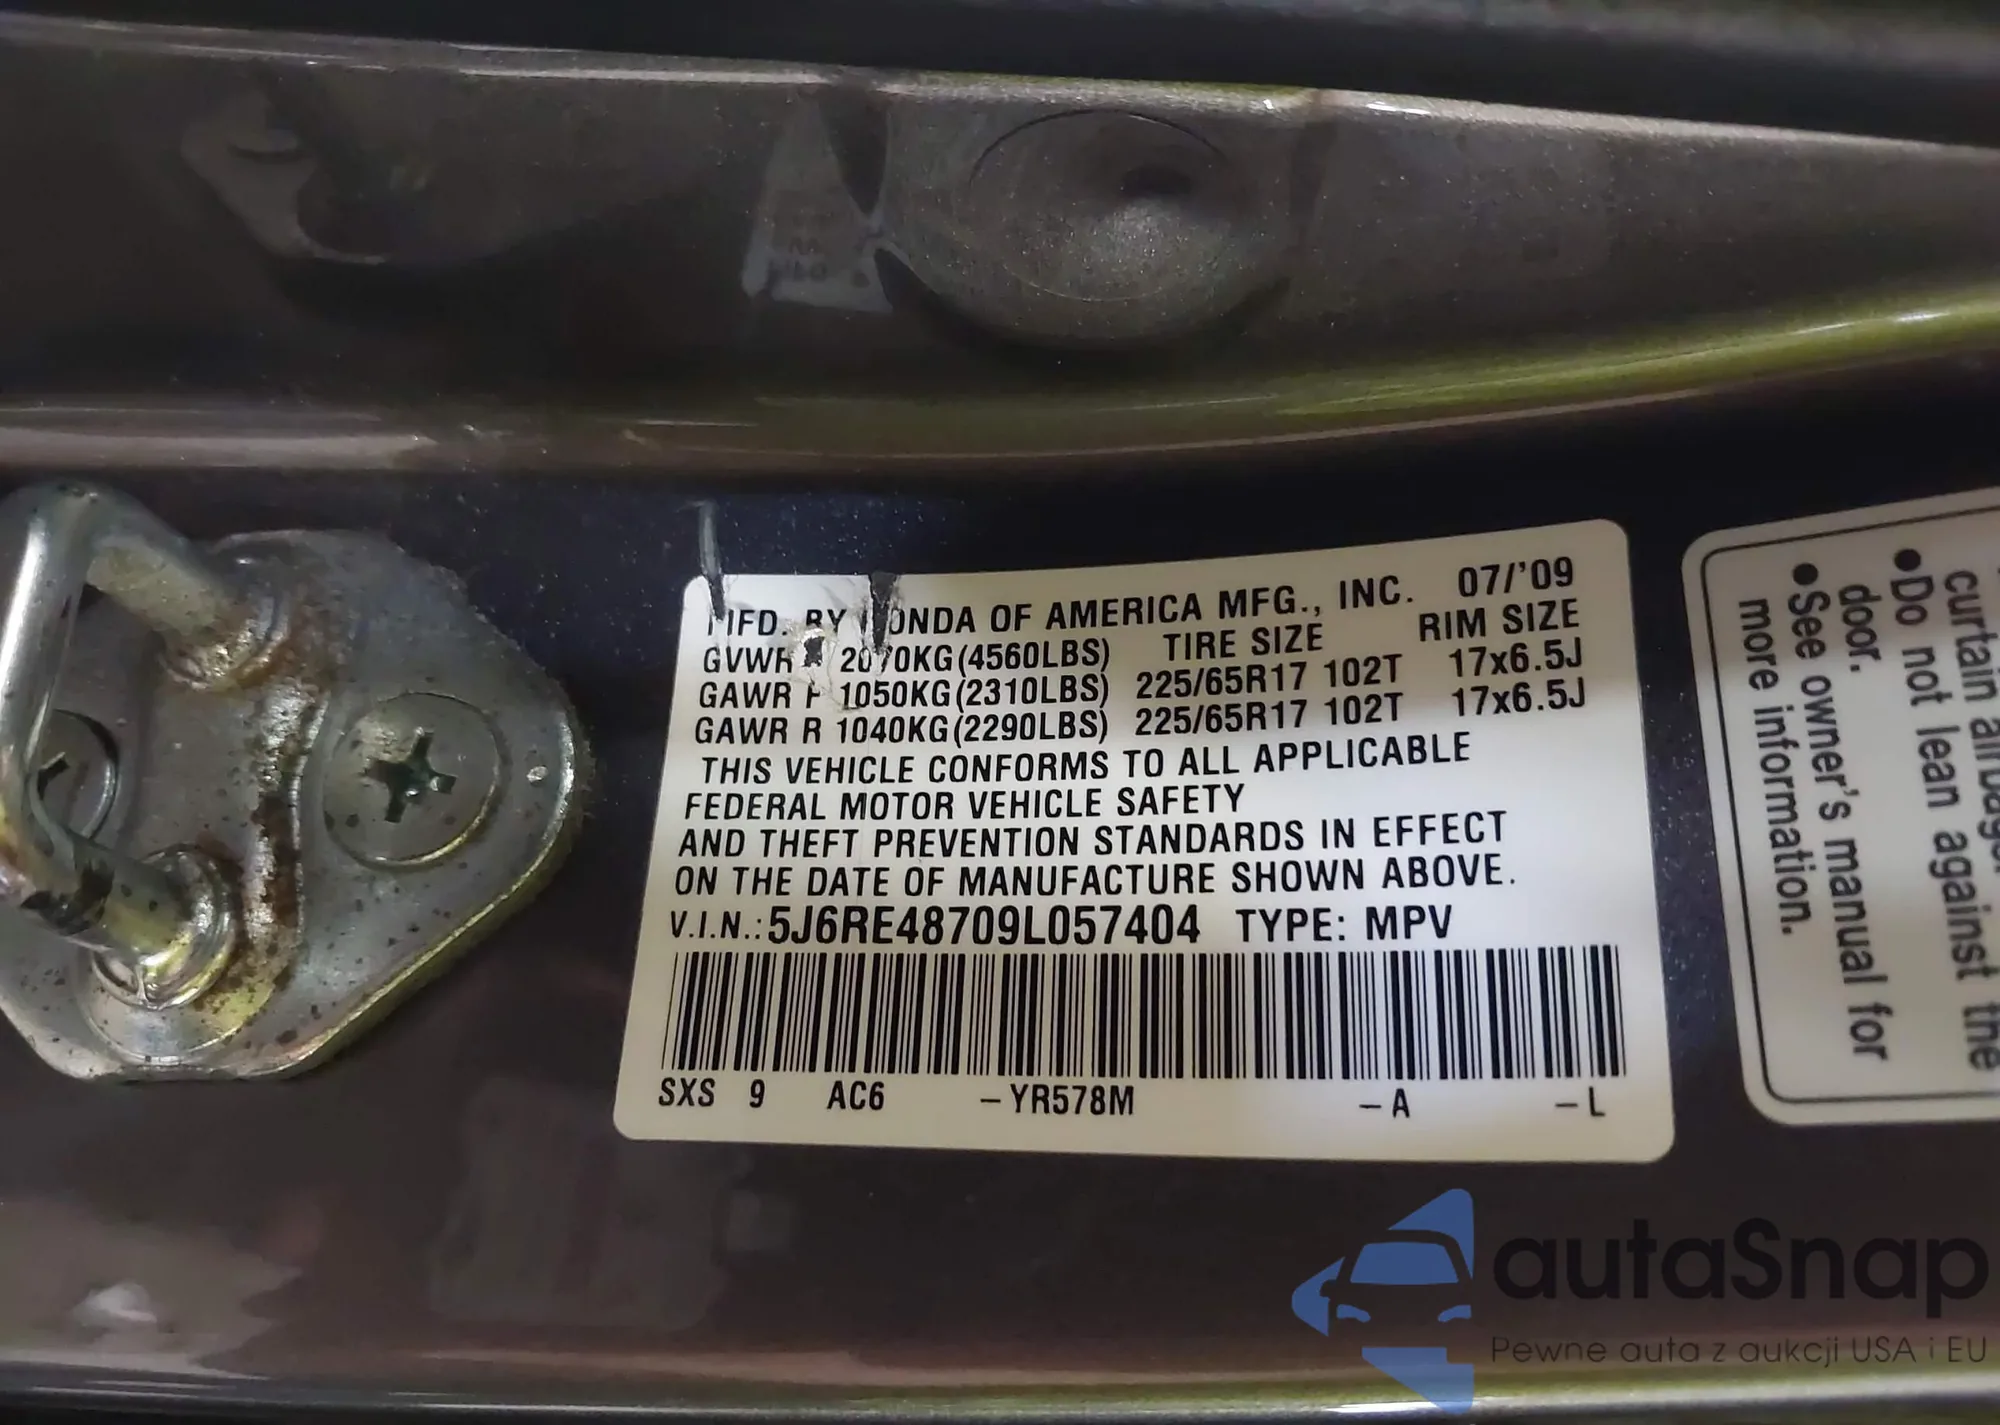 MFD. BY HONDA OF AMERICA MFG., INC. 07/'09
GVWR 2070KG(4560LBS) TIRE SIZE RIM SIZE
GAWR F 1050KG(2310LBS) 225/65R17 102T 17x6.5J
GAWR R 1040KG(2290LBS) 225/65R17 102T 17x6.5J
THIS VEHICLE CONFORMS TO ALL APPLICABLE
FEDERAL MOTOR VEHICLE SAFETY
AND THEFT PREVENTION STANDARDS IN EFFECT
ON THE DATE OF MANUFACTURE SHOWN ABOVE.
V.I.N.: 5J6RE48709L057404 TYPE: MPV
SXS 9 AC6 -YR578M -A -L
curtain airbag
●Do not lean against the
door.
●See owner's manual for
more information.
autaSnap
Pewne auta z aukcji USA i EU